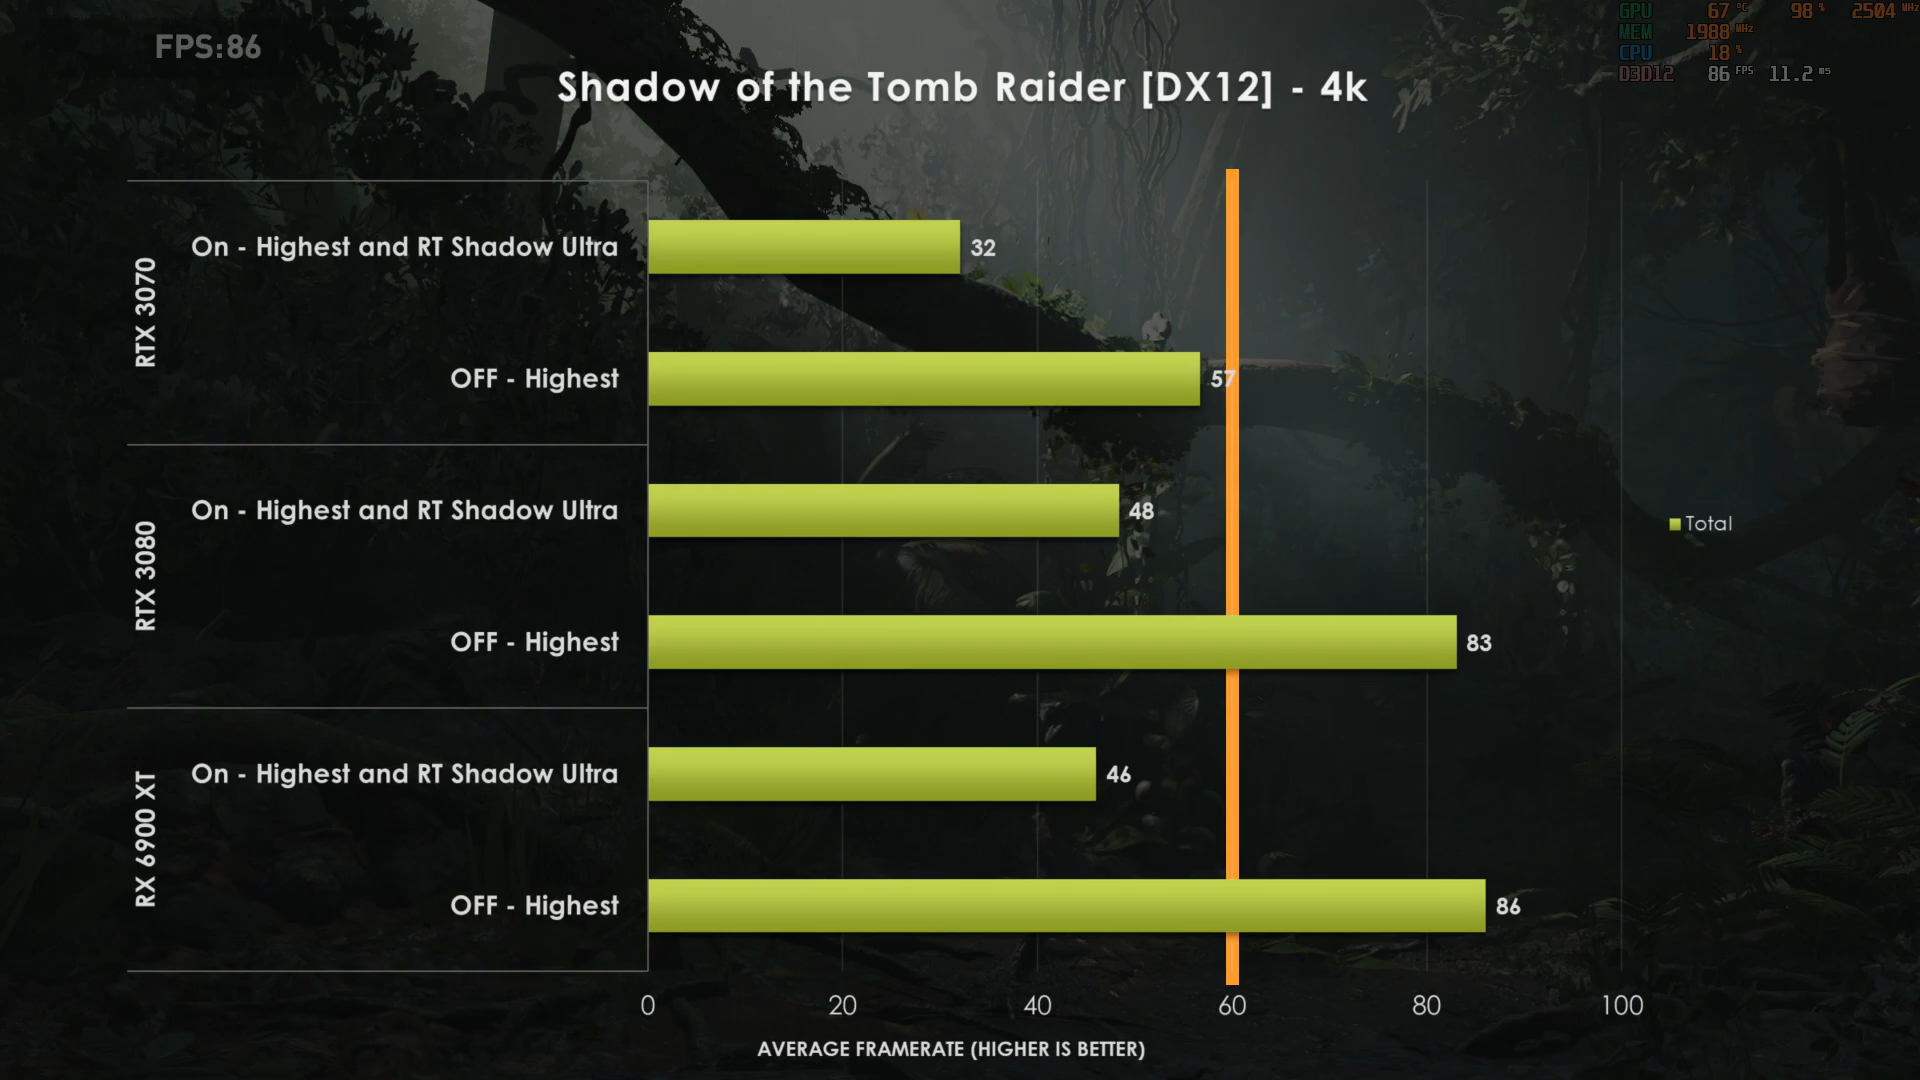 FPS:86
GPU 67 °C 98 % 2504 MHz
MEM 1988 MHz
CPU 18 %
D3D12 86 FPS 11.2 ms
Shadow of the Tomb Raider [DX12] - 4k
RTX 3070
On - Highest and RT Shadow Ultra 32
OFF - Highest 57
RTX 3080
On - Highest and RT Shadow Ultra 48
OFF - Highest 83
Total
RX 6900 XT
On - Highest and RT Shadow Ultra 46
OFF - Highest 86
0 20 40 60 80 100
AVERAGE FRAMERATE (HIGHER IS BETTER)